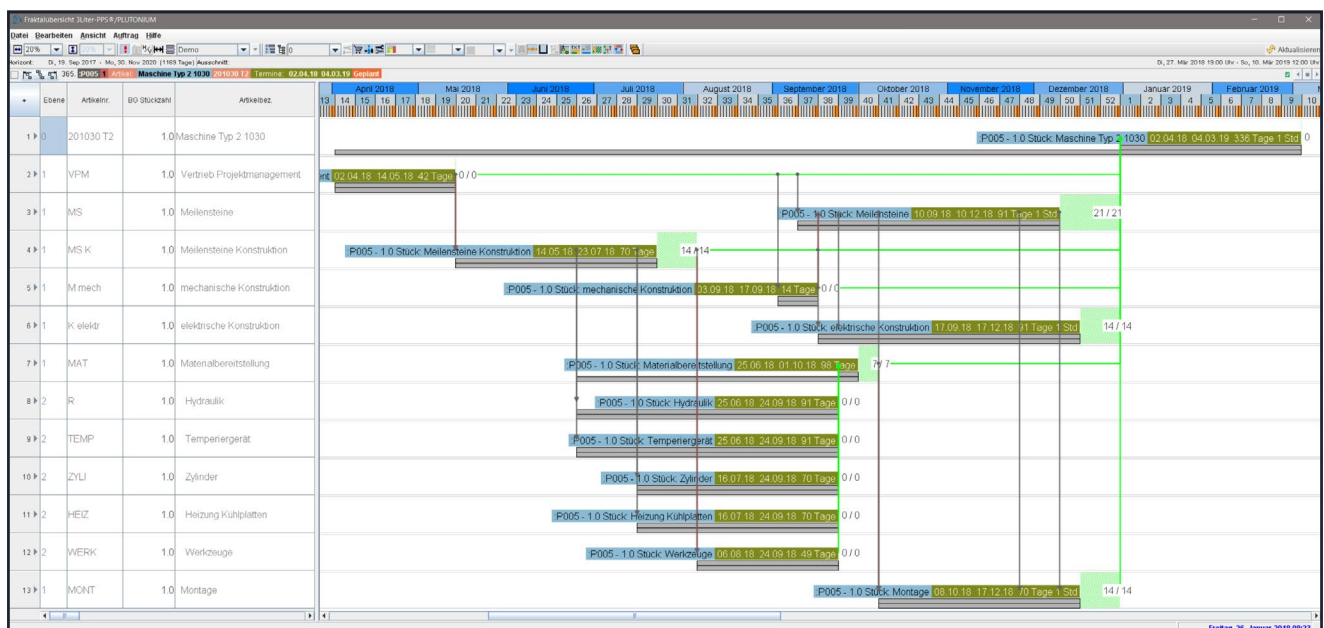 Fraktalübersicht 3Liter-PPS®/PLUTONIUM
Datei Bearbeiten Ansicht Auftrag Hilfe
20% 20% Demo 0 Aktualisieren
Horizont: Di, 19. Sep 2017 - Mo, 30. Nov 2020 (1169 Tage) Ausschnitt: Di, 27. Mär 2018 19:00 Uhr - So, 10. Mär 2019 12:00 Uhr
365. :P005 1 Artikel: Maschine Typ 2 1030 201030 T2 Termine: 02.04.18 04.03.19 Geplant
April 2018 Mai 2018 Juni 2018 Juli 2018 August 2018 September 2018 Oktober 2018 November 2018 Dezember 2018 Januar 2019 Februar 2019
+ Ebene Artikelnr. BG Stückzahl Artikelbez. 13 14 15 16 17 18 19 20 21 22 23 24 25 26 27 28 29 30 31 32 33 34 35 36 37 38 39 40 41 42 43 44 45 46 47 48 49 50 51 52 1 2 3 4 5 6 7 8 9 10
1 0 201030 T2 1.0 Maschine Typ 2 1030 :P005 - 1.0 Stück: Maschine Typ 2 1030 02.04.18 04.03.19 336 Tage 1 Std 0
2 1 VPM 1.0 Vertrieb Projektmanagement ent 02.04.18 14.05.18 42 Tage 0 / 0
3 1 MS 1.0 Meilensteine :P005 - 1.0 Stück: Meilensteine 10.09.18 10.12.18 91 Tage 1 Std 21 / 21
4 1 MS K 1.0 Meilensteine Konstruktion :P005 - 1.0 Stück: Meilensteine Konstruktion 14.05.18 23.07.18 70 Tage 14 / 14
5 1 M mech 1.0 mechanische Konstruktion :P005 - 1.0 Stück: mechanische Konstruktion 03.09.18 17.09.18 14 Tage 0 / 0
6 1 K elektr 1.0 elektrische Konstruktion :P005 - 1.0 Stück: elektrische Konstruktion 17.09.18 17.12.18 91 Tage 1 Std 14 / 14
7 1 MAT 1.0 Materialbereitstellung :P005 - 1.0 Stück: Materialbereitstellung 25.06.18 01.10.18 98 Tage 7 / 7
8 2 R 1.0 Hydraulik :P005 - 1.0 Stück: Hydraulik 25.06.18 24.09.18 91 Tage 0 / 0
9 2 TEMP 1.0 Temperiergerät :P005 - 1.0 Stück: Temperiergerät 25.06.18 24.09.18 91 Tage 0 / 0
10 2 ZYLI 1.0 Zylinder :P005 - 1.0 Stück: Zylinder 16.07.18 24.09.18 70 Tage 0 / 0
11 2 HEIZ 1.0 Heizung Kühlplatten :P005 - 1.0 Stück: Heizung Kühlplatten 16.07.18 24.09.18 70 Tage 0 / 0
12 2 WERK 1.0 Werkzeuge :P005 - 1.0 Stück: Werkzeuge 06.08.18 24.09.18 49 Tage 0 / 0
13 1 MONT 1.0 Montage :P005 - 1.0 Stück: Montage 08.10.18 17.12.18 70 Tage 1 Std 14 / 14
Freitag, 26. Januar 2018 09:23